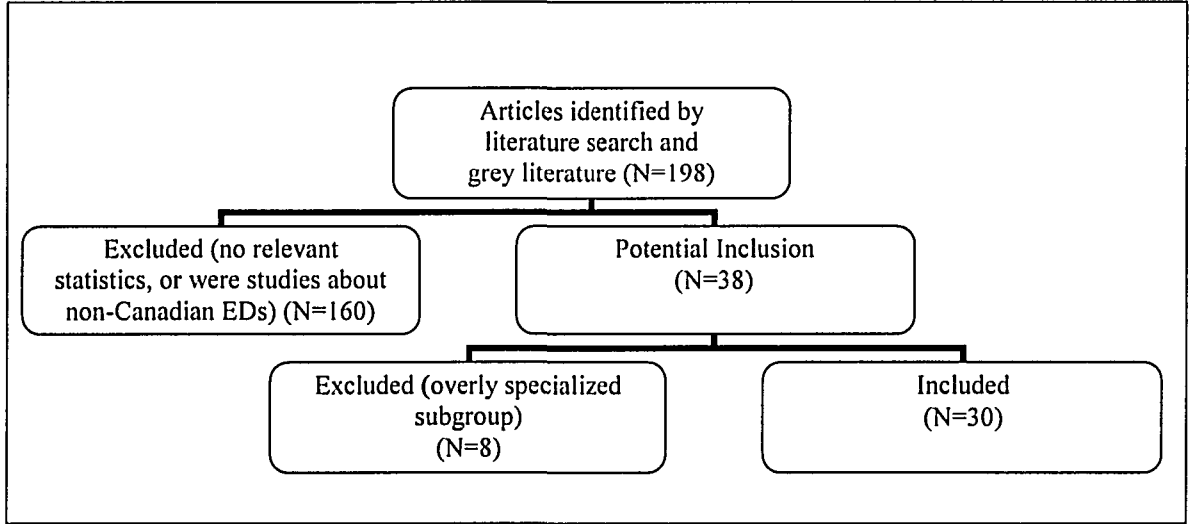 Articles identified by
literature search and
grey literature (N=198)
Excluded (no relevant
statistics, or were studies about
non-Canadian EDs) (N=160)
Potential Inclusion
(N=38)
Excluded (overly specialized
subgroup)
(N=8)
Included
(N=30)